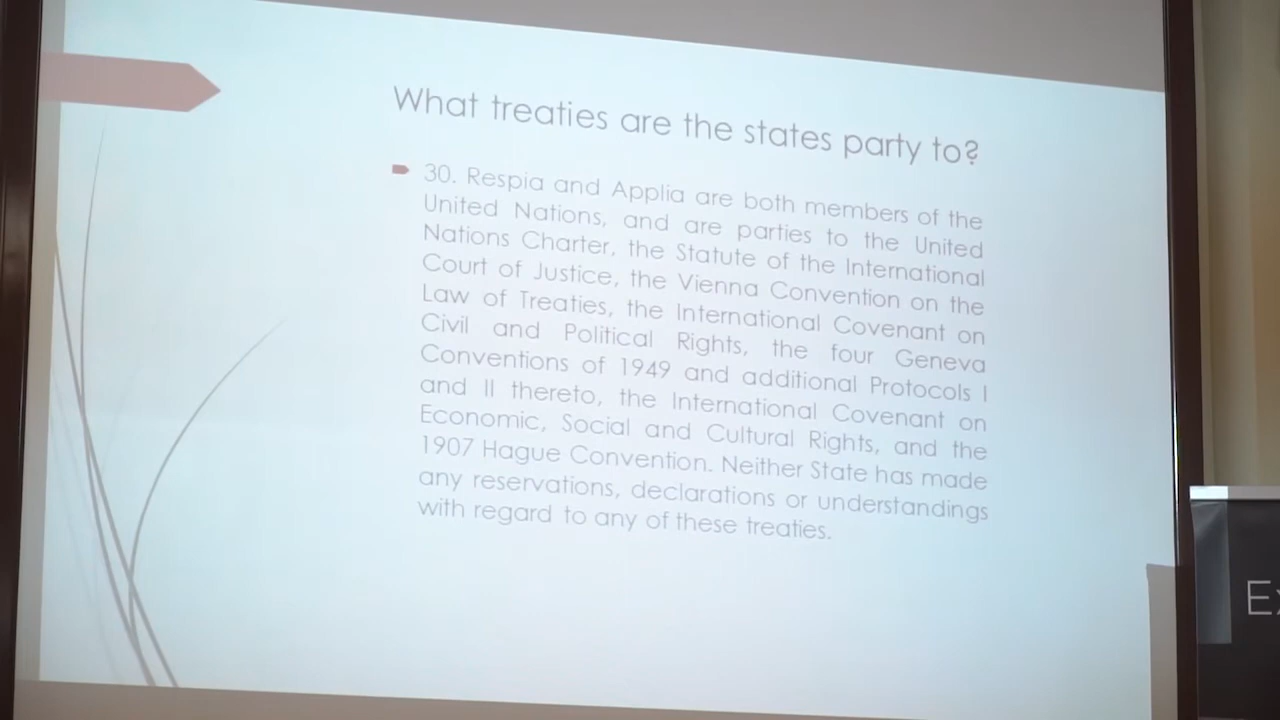 What treaties are the states party to?
30. Respia and Applia are both members of the
United Nations, and are parties to the United
Nations Charter, the Statute of the International
Court of Justice, the Vienna Convention on the
Law of Treaties, the International Covenant on
Civil and Political Rights, the four Geneva
Conventions of 1949 and additional Protocols I
and II thereto, the International Covenant on
Economic, Social and Cultural Rights, and the
1907 Hague Convention. Neither State has made
any reservations, declarations or understandings
with regard to any of these treaties.